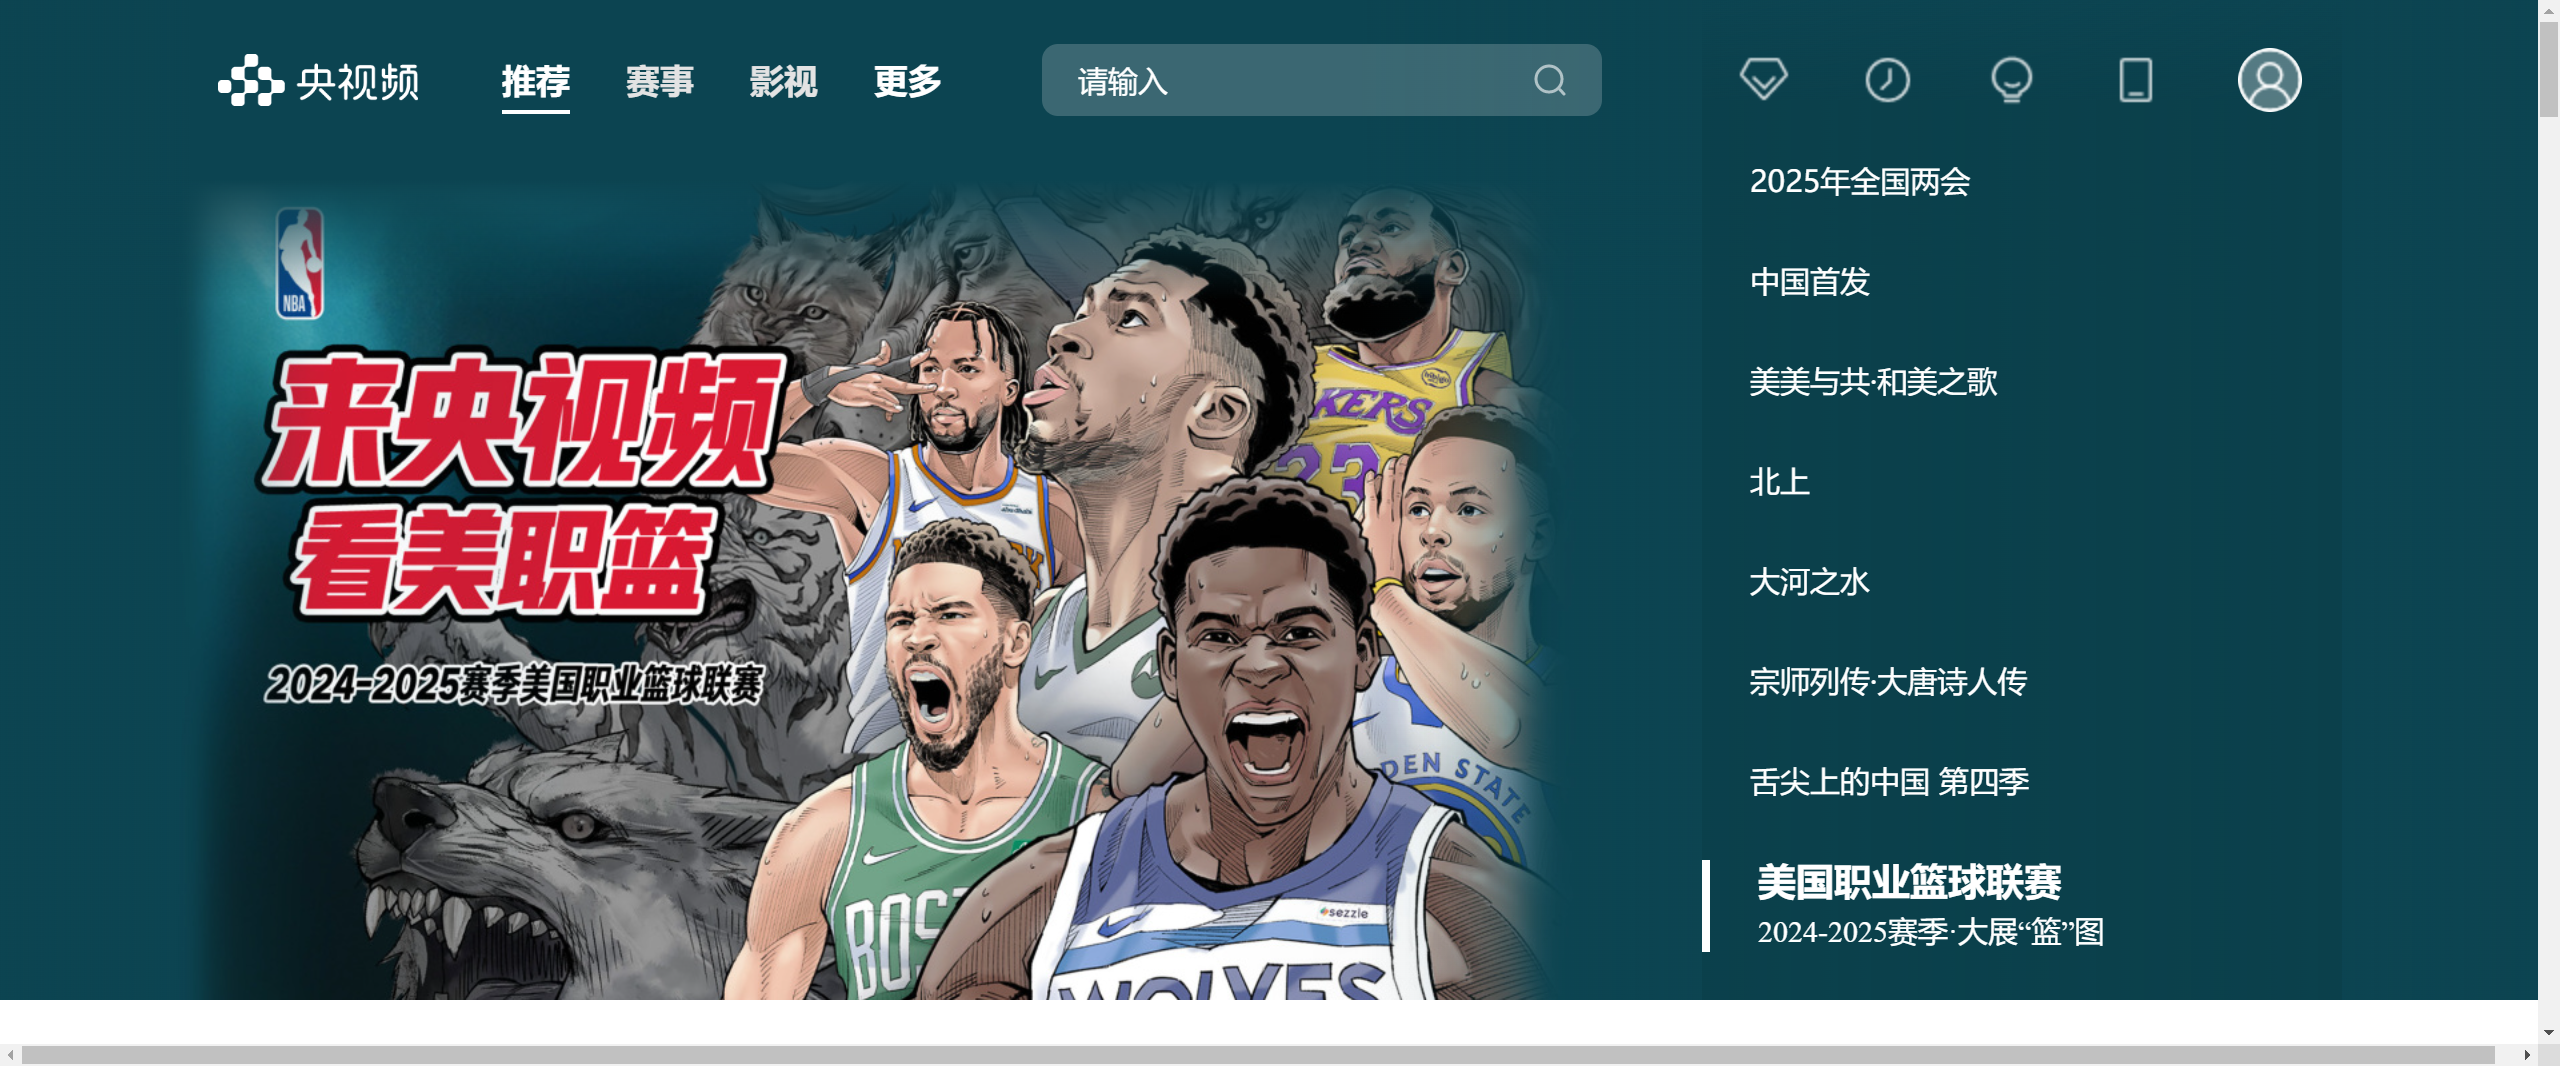 央视频
推荐 赛事 影视 更多
请输入
2025年全国两会
中国首发
美美与共·和美之歌
北上
大河之水
宗师列传·大唐诗人传
舌尖上的中国 第四季
美国职业篮球联赛
2024-2025赛季·大展“篮”图
NBA
来央视频
看美职篮
2024-2025赛季美国职业篮球联赛
KERS
23
DEN STATE
BOS
sezzle
WOLVES